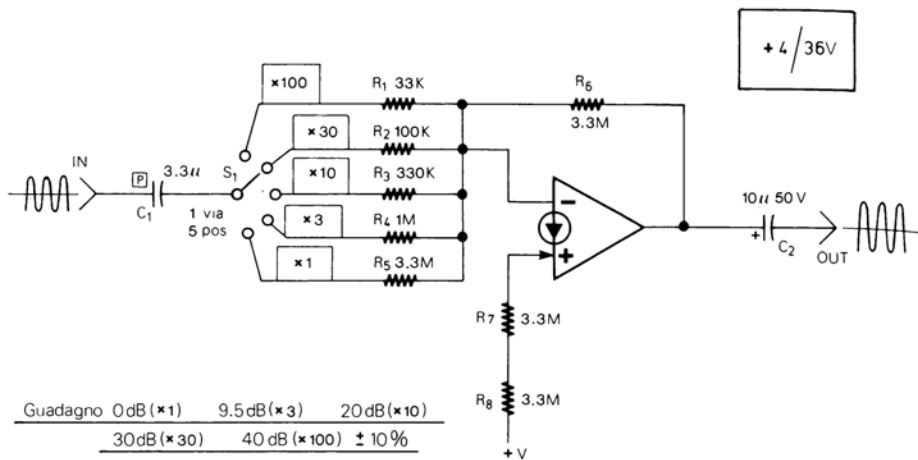 +4/36V
×100
R1 33K
R6
3.3M
×30
R2 100K
IN
P
3.3u
S1
×10
R3 330K
C1
1 via
5 pos
×3
R4 1M
×1
R5 3.3M
−
+
10u 50V
+
C2
OUT
R7 3.3M
R8 3.3M
+V
Guadagno 0dB (×1) 9.5dB (×3) 20dB (×10)
30dB (×30) 40dB (×100) ±10%